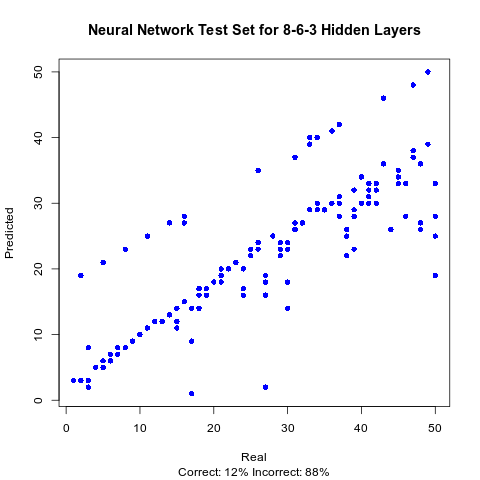 Neural Network Test Set for 8-6-3 Hidden Layers
50
40
30
20
10
0
Predicted
0 10 20 30 40 50
Real
Correct: 12% Incorrect: 88%